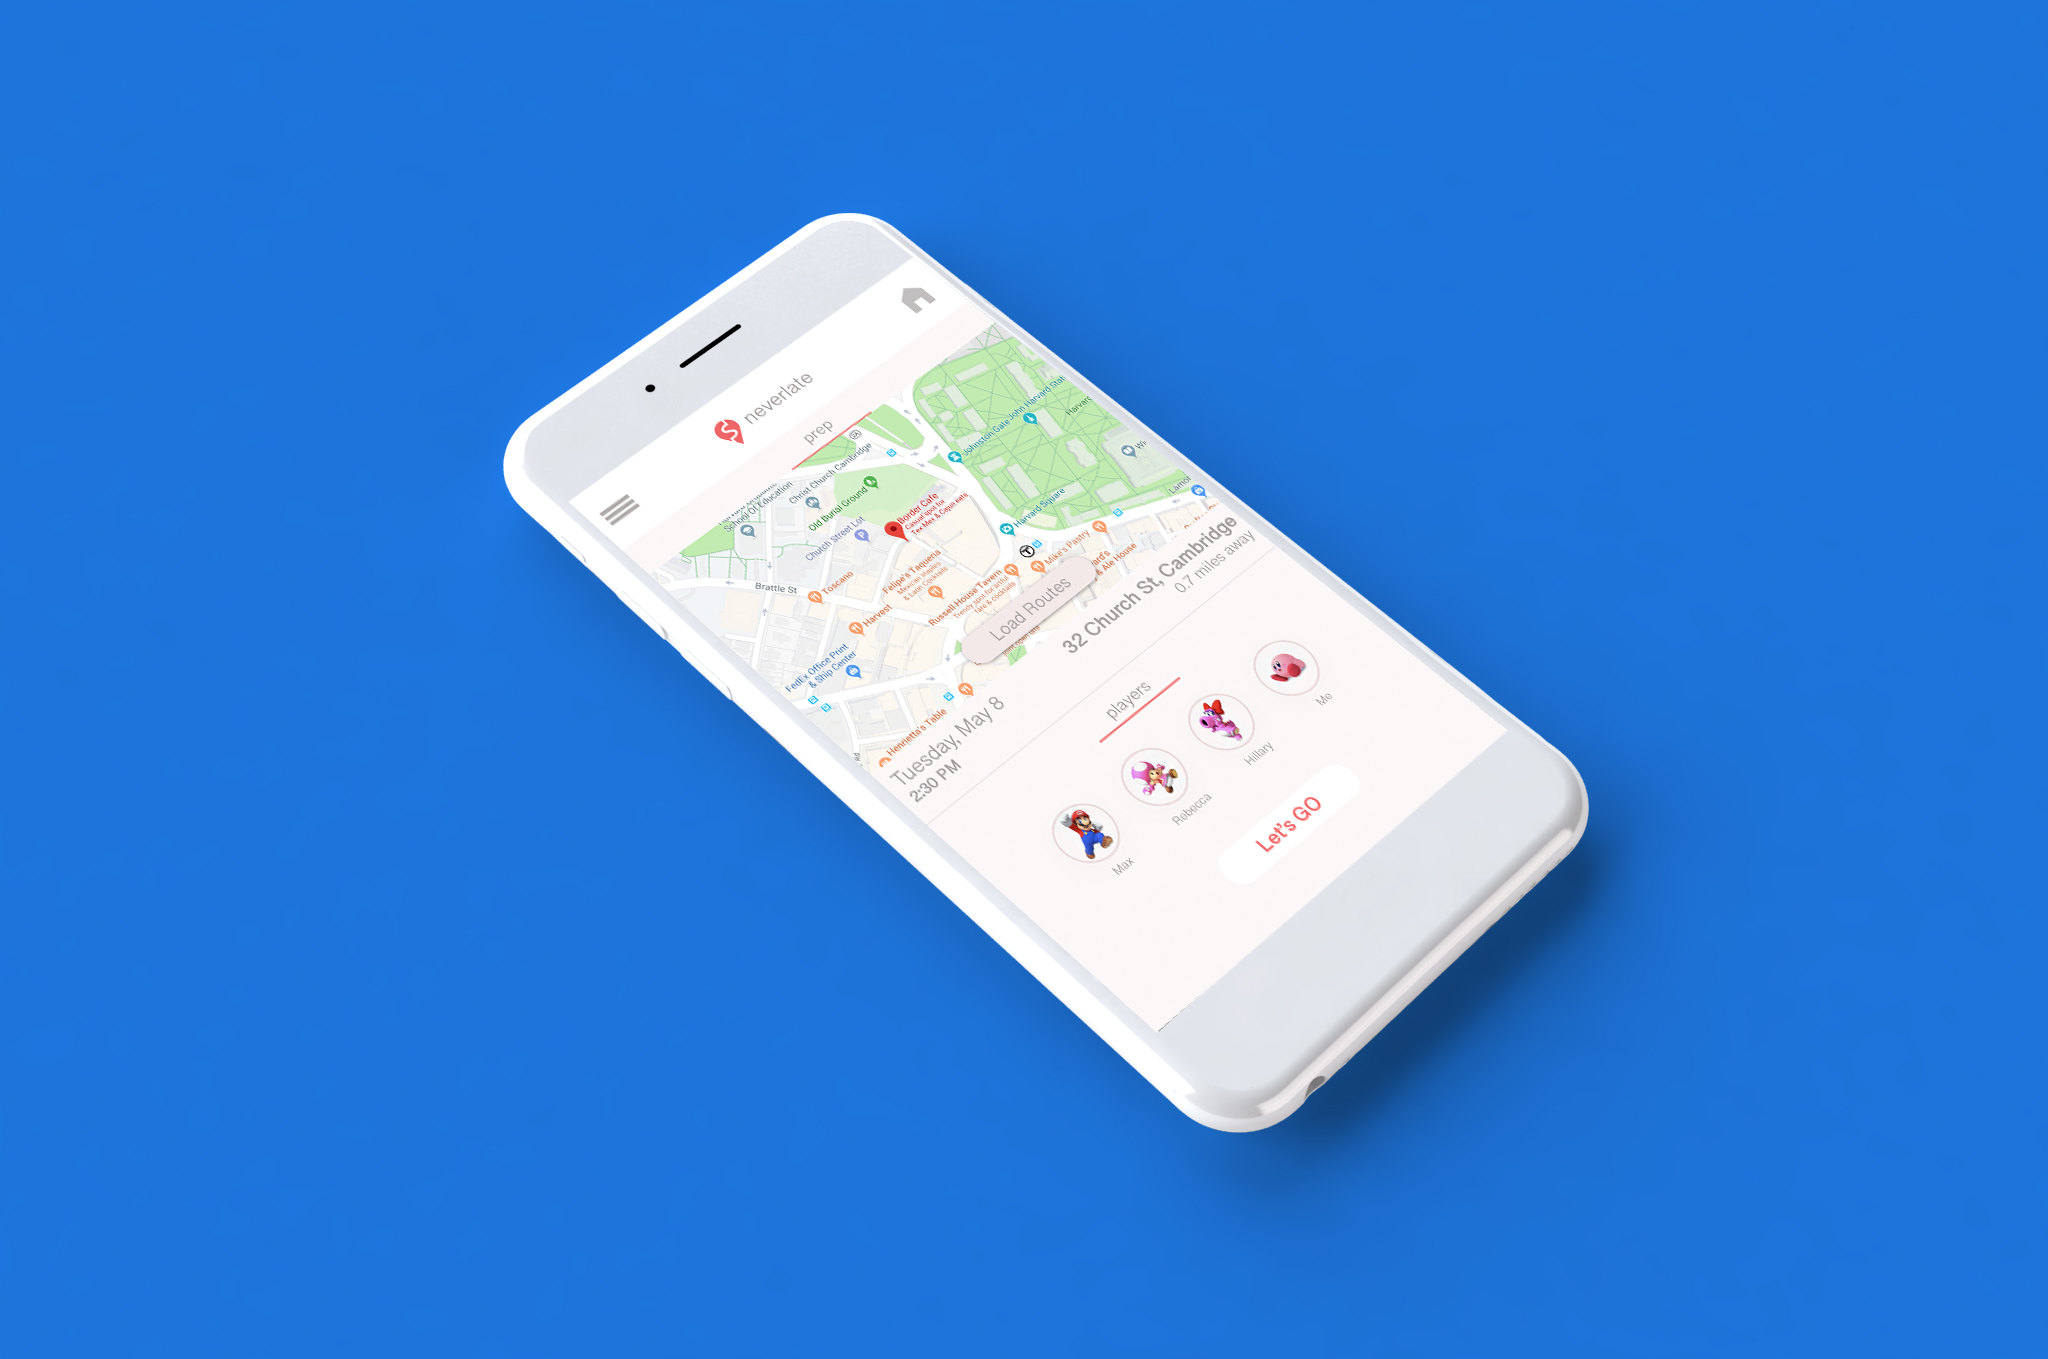 neverlate
prep
School Of Education
Christ Church Cambridge
Old Burial Ground
Church Street Lot
Border Cafe
Casual spot for
Tex Mex & Cajun eats
Johnston Gate
John Harvard Stat
Harvard
Wi
Lamon
Harvard Square
Mike's Pastry
& Ale House
Brattle St
Toscano
Felipe's Taqueria
Mexican staples
& Latin Cocktails
Harvest
Russell House Tavern
Trendy spot for artful
fare & cocktails
FedEx Office Print
& Ship Center
Henrietta's Table
Rd
Load Routes
Tuesday, May 8
2:30 PM
32 Church St, Cambridge
0.7 miles away
players
Max
Rebecca
Hillary
Me
Let's GO